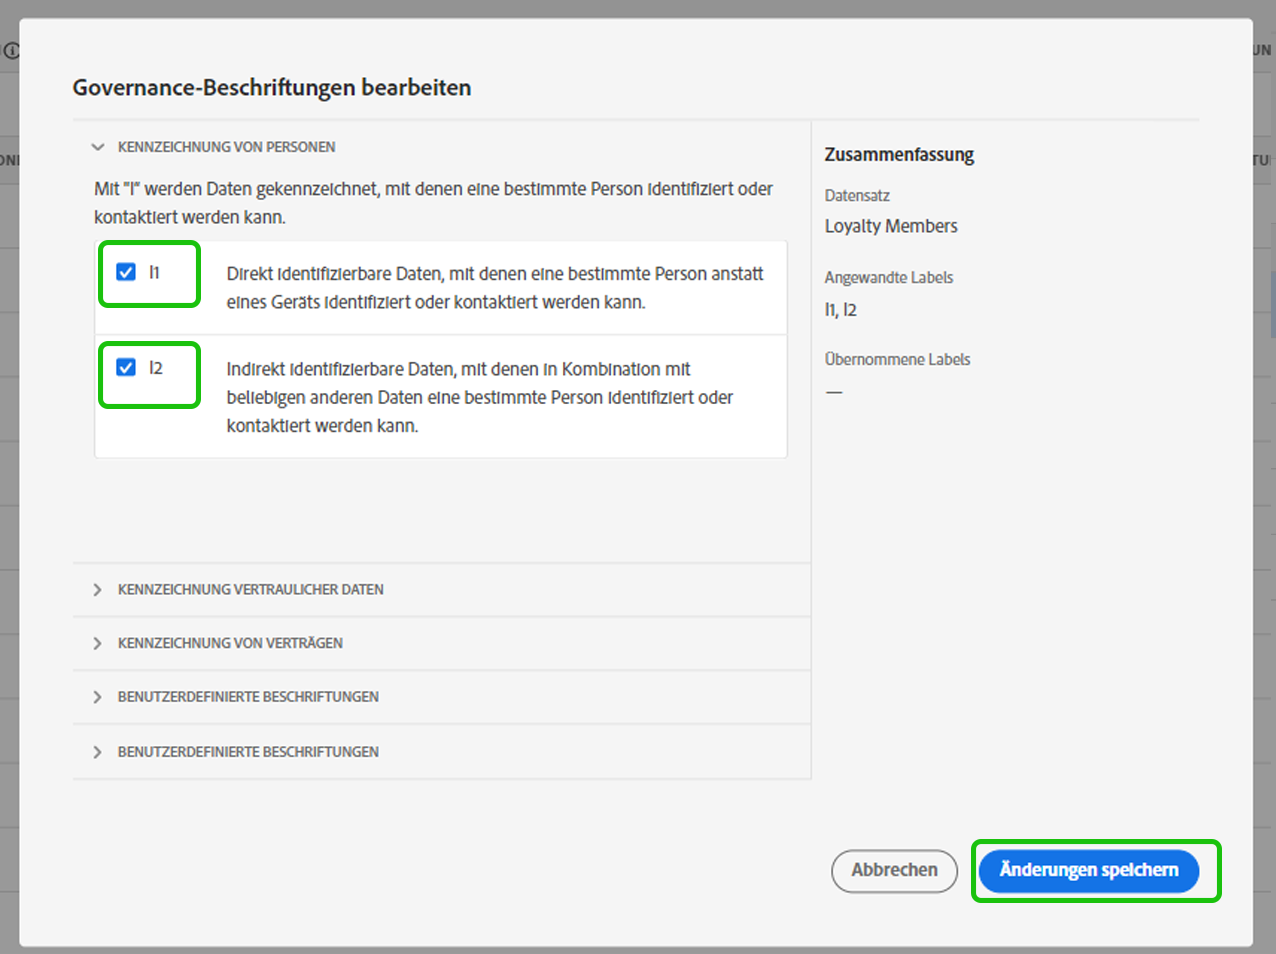 UN
ONI
TU
Governance-Beschriftungen bearbeiten
KENNZEICHNUNG VON PERSONEN
Mit "I" werden Daten gekennzeichnet, mit denen eine bestimmte Person identifiziert oder
kontaktiert werden kann.
I1
Direkt identifizierbare Daten, mit denen eine bestimmte Person anstatt
eines Geräts identifiziert oder kontaktiert werden kann.
I2
Indirekt identifizierbare Daten, mit denen in Kombination mit
beliebigen anderen Daten eine bestimmte Person identifiziert oder
kontaktiert werden kann.
KENNZEICHNUNG VERTRAULICHER DATEN
KENNZEICHNUNG VON VERTRÄGEN
BENUTZERDEFINIERTE BESCHRIFTUNGEN
BENUTZERDEFINIERTE BESCHRIFTUNGEN
Zusammenfassung
Datensatz
Loyalty Members
Angewandte Labels
I1, I2
Übernommene Labels
—
Abbrechen
Änderungen speichern